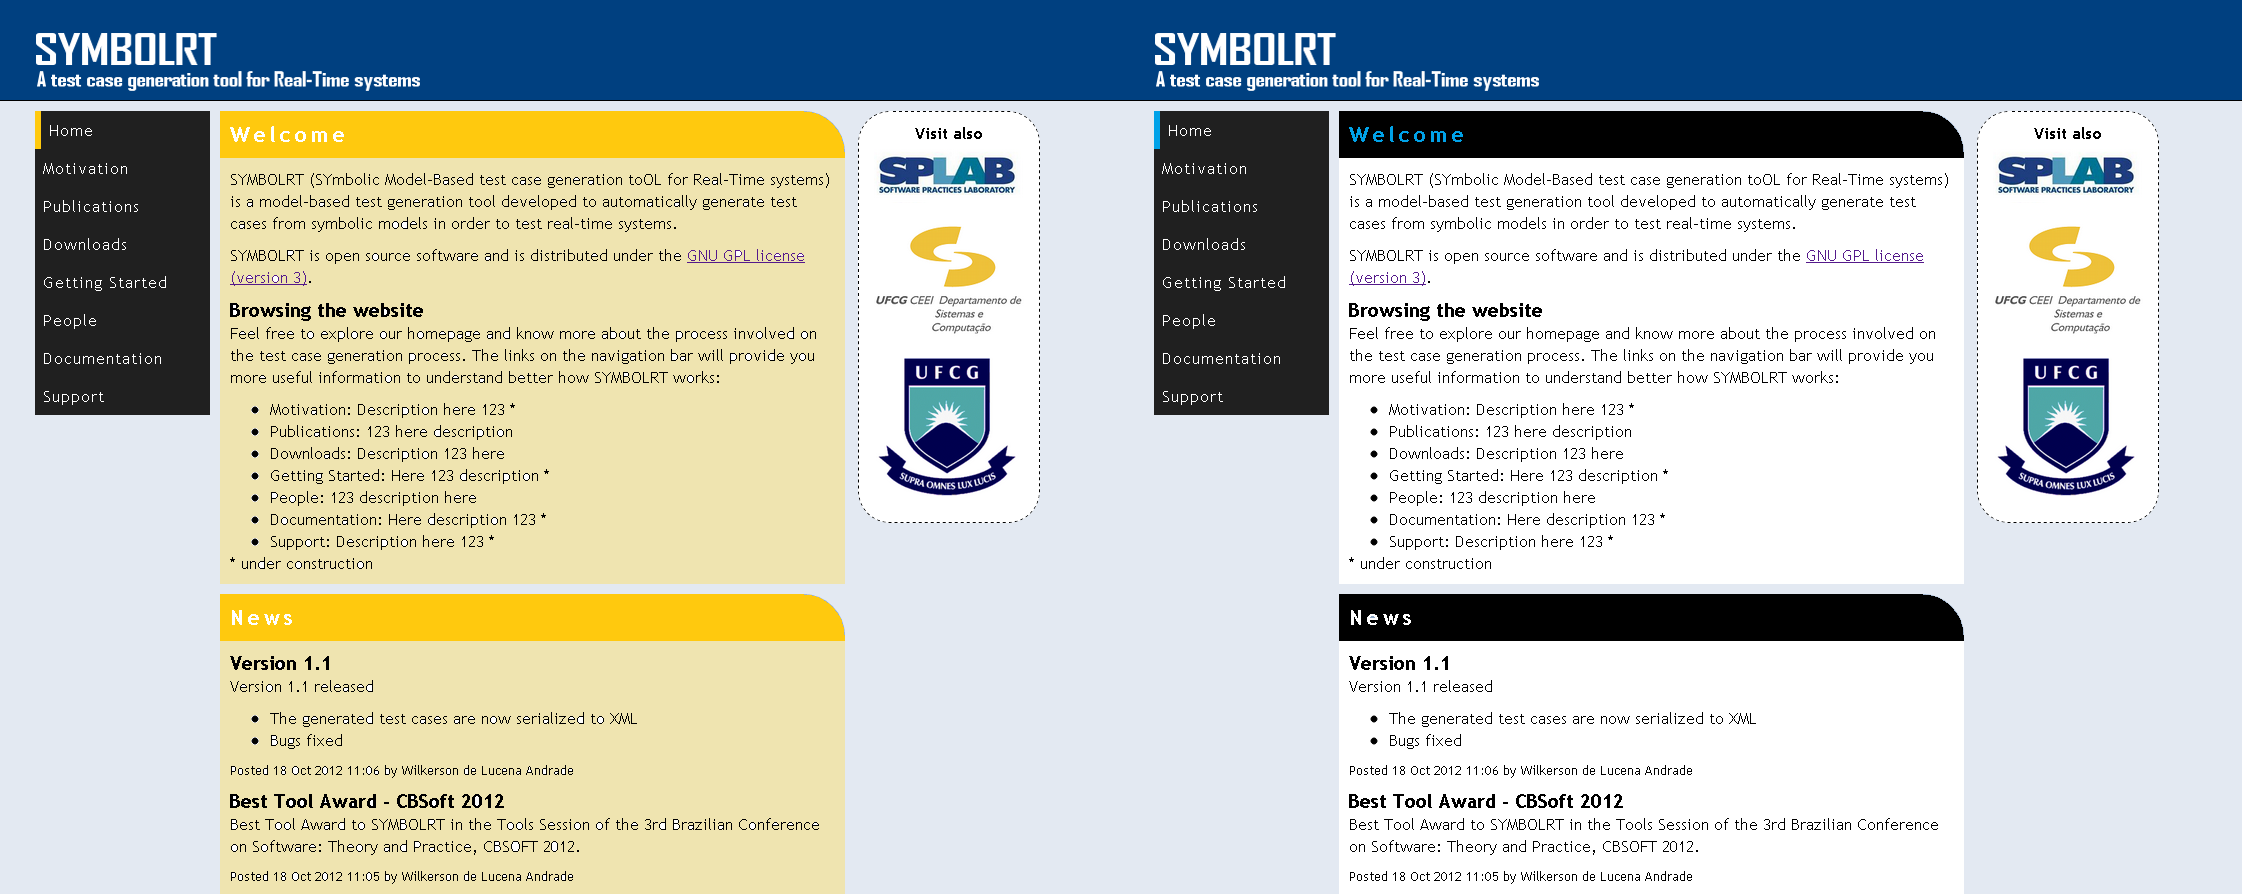 SYMBOLRT
A test case generation tool for Real-Time systems
Home
Motivation
Publications
Downloads
Getting Started
People
Documentation
Support
Welcome
SYMBOLRT (SYmbolic Model-Based test case generation toOL for Real-Time systems)
is a model-based test generation tool developed to automatically generate test
cases from symbolic models in order to test real-time systems.
SYMBOLRT is open source software and is distributed under the GNU GPL license
(version 3).
Browsing the website
Feel free to explore our homepage and know more about the process involved on
the test case generation process. The links on the navigation bar will provide you
more useful information to understand better how SYMBOLRT works:
• Motivation: Description here 123 *
• Publications: 123 here description
• Downloads: Description 123 here
• Getting Started: Here 123 description *
• People: 123 description here
• Documentation: Here description 123 *
• Support: Description here 123 *
* under construction
News
Version 1.1
Version 1.1 released
• The generated test cases are now serialized to XML
• Bugs fixed
Posted 18 Oct 2012 11:06 by Wilkerson de Lucena Andrade
Best Tool Award - CBSoft 2012
Best Tool Award to SYMBOLRT in the Tools Session of the 3rd Brazilian Conference
on Software: Theory and Practice, CBSOFT 2012.
Posted 18 Oct 2012 11:05 by Wilkerson de Lucena Andrade
Visit also
SPLAB
SOFTWARE PRACTICES LABORATORY
UFCG CEEI Departamento de
Sistemas e
Computação
UFCG
SUPRA OMNES LUX LUCIS
SYMBOLRT
A test case generation tool for Real-Time systems
Home
Motivation
Publications
Downloads
Getting Started
People
Documentation
Support
Welcome
SYMBOLRT (SYmbolic Model-Based test case generation toOL for Real-Time systems)
is a model-based test generation tool developed to automatically generate test
cases from symbolic models in order to test real-time systems.
SYMBOLRT is open source software and is distributed under the GNU GPL license
(version 3).
Browsing the website
Feel free to explore our homepage and know more about the process involved on
the test case generation process. The links on the navigation bar will provide you
more useful information to understand better how SYMBOLRT works:
• Motivation: Description here 123 *
• Publications: 123 here description
• Downloads: Description 123 here
• Getting Started: Here 123 description *
• People: 123 description here
• Documentation: Here description 123 *
• Support: Description here 123 *
* under construction
News
Version 1.1
Version 1.1 released
• The generated test cases are now serialized to XML
• Bugs fixed
Posted 18 Oct 2012 11:06 by Wilkerson de Lucena Andrade
Best Tool Award - CBSoft 2012
Best Tool Award to SYMBOLRT in the Tools Session of the 3rd Brazilian Conference
on Software: Theory and Practice, CBSOFT 2012.
Posted 18 Oct 2012 11:05 by Wilkerson de Lucena Andrade
Visit also
SPLAB
SOFTWARE PRACTICES LABORATORY
UFCG CEEI Departamento de
Sistemas e
Computação
UFCG
SUPRA OMNES LUX LUCIS